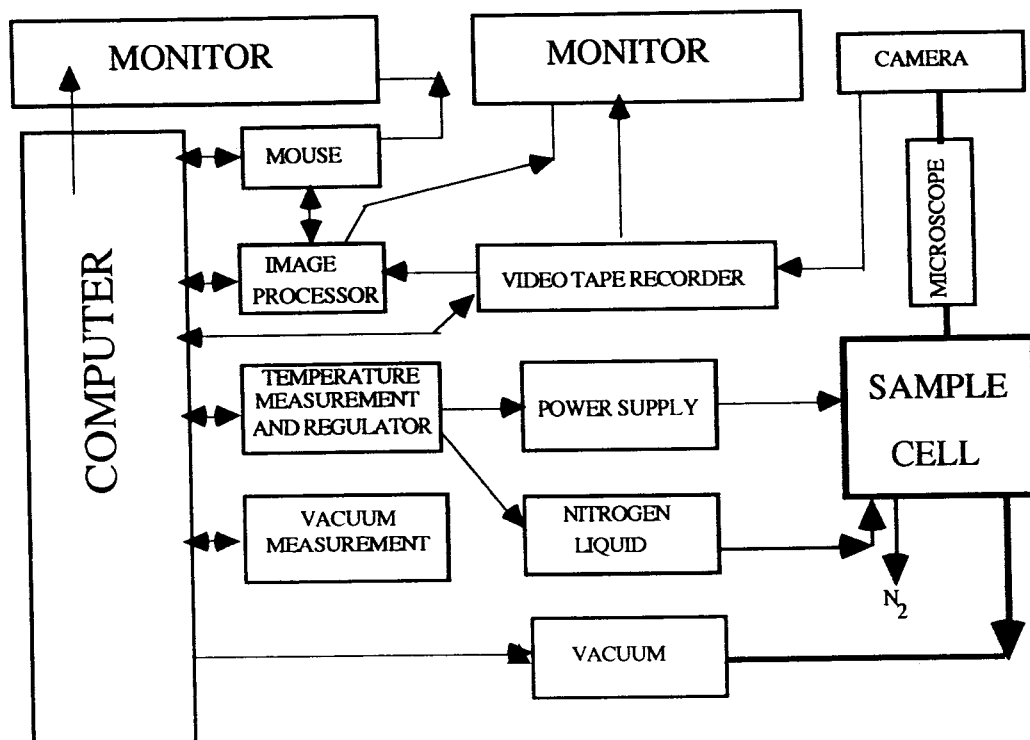 MONITOR
MONITOR
CAMERA
MOUSE
MICROSCOPE
IMAGE
PROCESSOR
VIDEO TAPE RECORDER
COMPUTER
TEMPERATURE
MEASUREMENT
AND REGULATOR
POWER SUPPLY
SAMPLE
CELL
VACUUM
MEASUREMENT
NITROGEN
LIQUID
N2
VACUUM